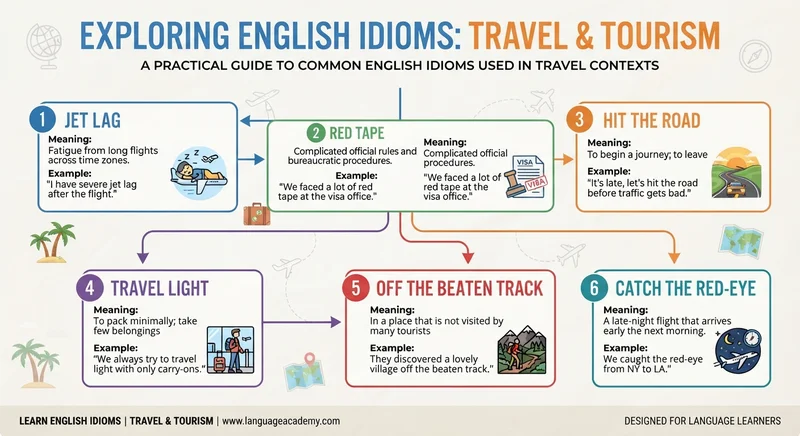 EXPLORING ENGLISH IDIOMS: TRAVEL & TOURISM
A PRACTICAL GUIDE TO COMMON ENGLISH IDIOMS USED IN TRAVEL CONTEXTS
1 JET LAG
Meaning:
Fatigue from long flights
across time zones.
Example:
"I have severe jet lag
after the flight."
Z Z Z
2 RED TAPE
Complicated official rules and
bureaucratic procedures.
Example:
"We faced a lot of red
tape at the visa office."
Meaning:
Complicated official
procedures.
"We faced a lot of
red tape at the
visa office."
VISA
VISA
3 HIT THE ROAD
Meaning:
To begin a journey; to leave
Example:
"It's late, let's hit the road
before traffic gets bad."
4 TRAVEL LIGHT
Meaning:
To pack minimally; take
few belongings
Example:
"We always try to travel
light with only carry-ons."
5 OFF THE BEATEN TRACK
Meaning:
In a place that is not visited by
many tourists
Example:
They discovered a lovely
village off the beaten track."
6 CATCH THE RED-EYE
Meaning:
A late-night flight that arrives
early the next morning.
Example:
We caught the red-eye
from NY to LA."
LEARN ENGLISH IDIOMS | TRAVEL & TOURISM | www.languageacademy.com
DESIGNED FOR LANGUAGE LEARNERS